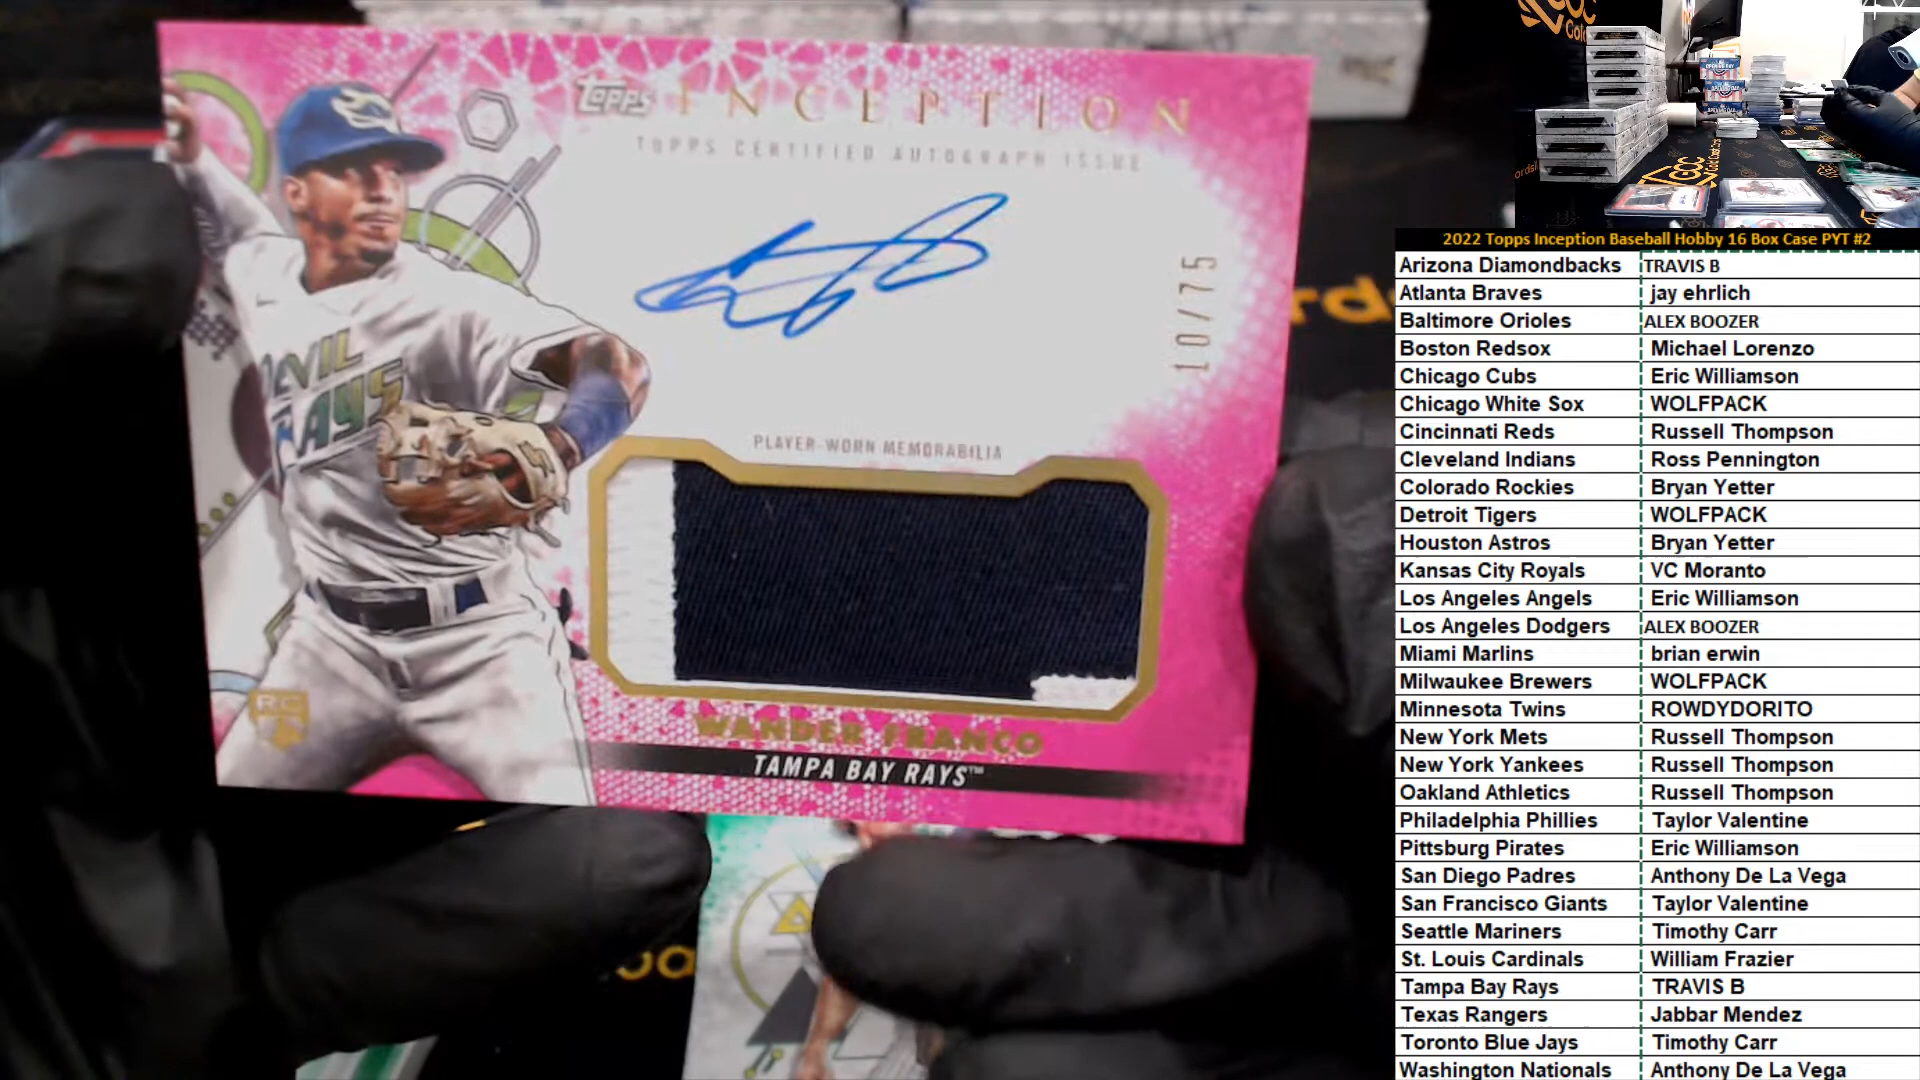 TOPPS INCEPTION
TOPPS CERTIFIED AUTOGRAPH ISSUE
10/75
DEVIL
RAYS
PLAYER-WORN MEMORABILIA
RC
WANDER FRANCO
TAMPA BAY RAYS™
GCC
2022 Topps Inception Baseball Hobby 16 Box Case PYT #2
Arizona Diamondbacks TRAVIS B
Atlanta Braves jay ehrlich
Baltimore Orioles ALEX BOOZER
Boston Redsox Michael Lorenzo
Chicago Cubs Eric Williamson
Chicago White Sox WOLFPACK
Cincinnati Reds Russell Thompson
Cleveland Indians Ross Pennington
Colorado Rockies Bryan Yetter
Detroit Tigers WOLFPACK
Houston Astros Bryan Yetter
Kansas City Royals VC Moranto
Los Angeles Angels Eric Williamson
Los Angeles Dodgers ALEX BOOZER
Miami Marlins brian erwin
Milwaukee Brewers WOLFPACK
Minnesota Twins ROWDYDORITO
New York Mets Russell Thompson
New York Yankees Russell Thompson
Oakland Athletics Russell Thompson
Philadelphia Phillies Taylor Valentine
Pittsburg Pirates Eric Williamson
San Diego Padres Anthony De La Vega
San Francisco Giants Taylor Valentine
Seattle Mariners Timothy Carr
St. Louis Cardinals William Frazier
Tampa Bay Rays TRAVIS B
Texas Rangers Jabbar Mendez
Toronto Blue Jays Timothy Carr
Washington Nationals Anthony De La Vega